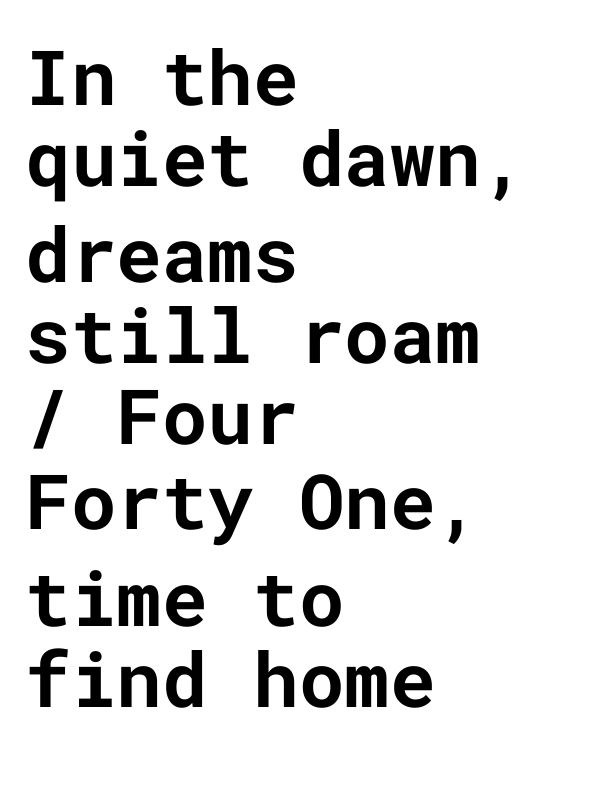 In the
quiet dawn,
dreams
still roam
/ Four
Forty One,
time to
find home